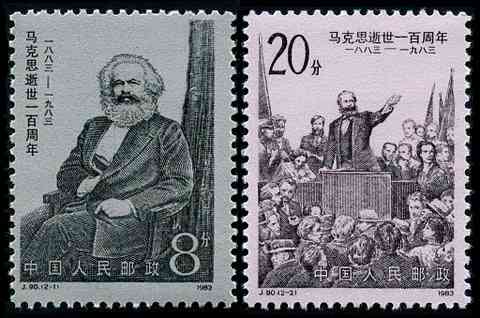 马克思逝世一百周年
一八八三—一九八三
8分
中国人民邮政
J.90.(2-1)
1983
20分
马克思逝世一百周年
一八八三—一九八三
中国人民邮政
J.90.(2-2)
1983